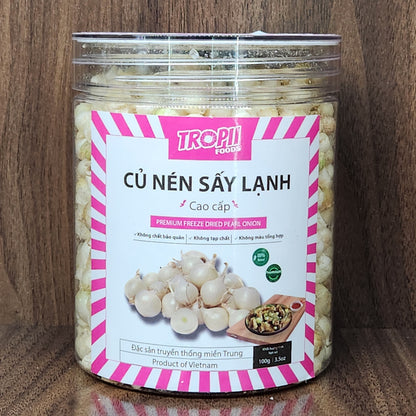 TROPII
FOODS
CỦ NÉN SẤY LẠNH
Cao cấp
PREMIUM FREEZE DRIED PEARL ONION
✓ Không chất bảo quản ✓ Không tạp chất ✓ Không màu tổng hợp
100%
Đặc sản truyền thống miền Trung
Product of Vietnam
100g | 3.5oz